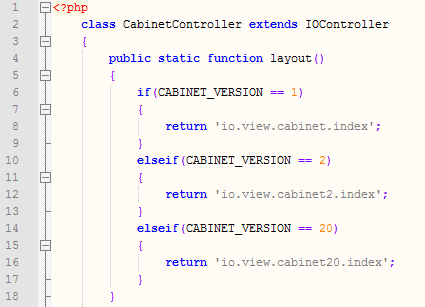 1 <?php
2 class CabinetController extends IOController
3 {
4 public static function layout()
5 {
6 if(CABINET_VERSION == 1)
7 {
8 return 'io.view.cabinet.index';
9 }
10 elseif(CABINET_VERSION == 2)
11 {
12 return 'io.view.cabinet2.index';
13 }
14 elseif(CABINET_VERSION == 20)
15 {
16 return 'io.view.cabinet20.index';
17 }
18 }